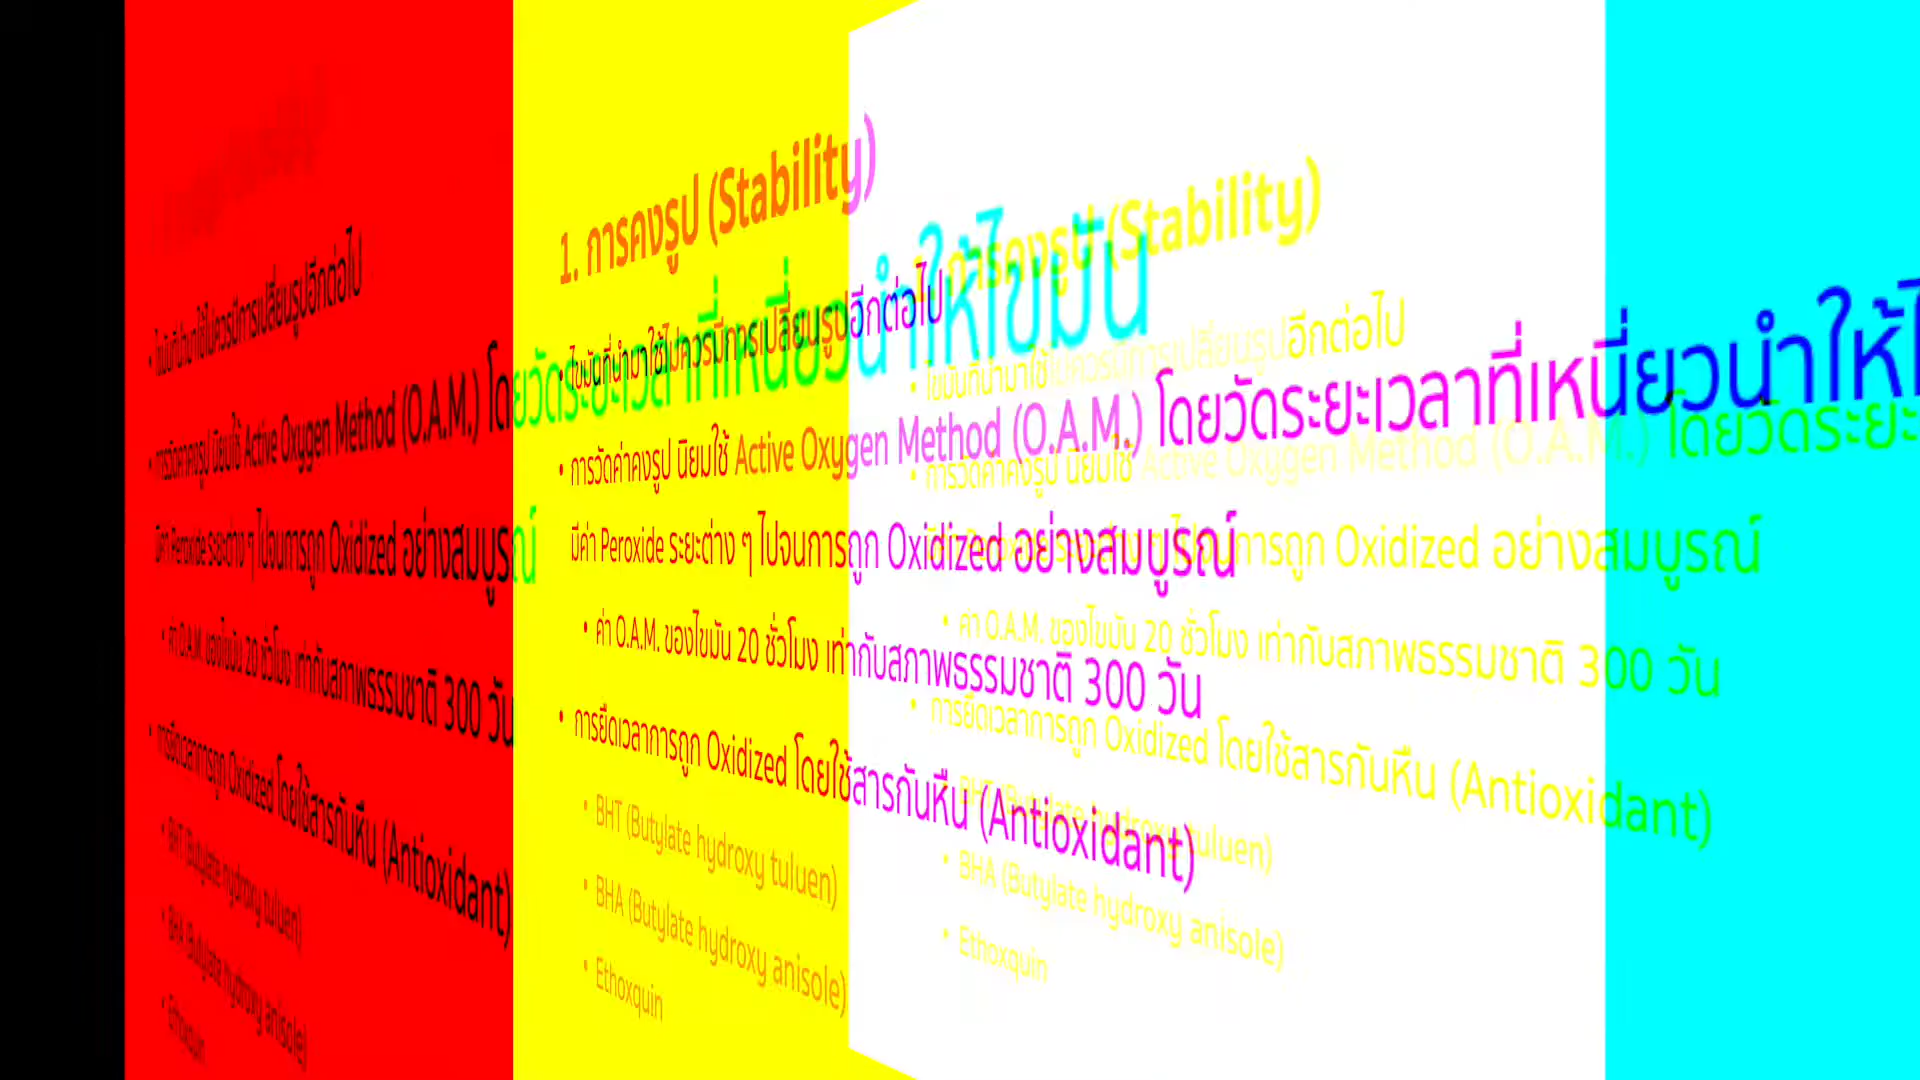 1. การคงรูป (Stability)
• ไขมันที่นำมาใช้ไม่ควรมีการเปลี่ยนรูปอีกต่อไป
• การวัดค่าคงรูป นิยมใช้ Active Oxygen Method (O.A.M.) โดยวัดระยะเวลาที่เหนี่ยวนำให้ไขมัน
มีค่า Peroxide ระยะต่าง ๆ ไปจนการถูก Oxidized อย่างสมบูรณ์
• ค่า O.A.M. ของไขมัน 20 ชั่วโมง เท่ากับสภาพธรรมชาติ 300 วัน
• การยืดเวลาการถูก Oxidized โดยใช้สารกันหืน (Antioxidant)
• BHT (Butylate hydroxy tuluen)
• BHA (Butylate hydroxy anisole)
• Ethoxquin